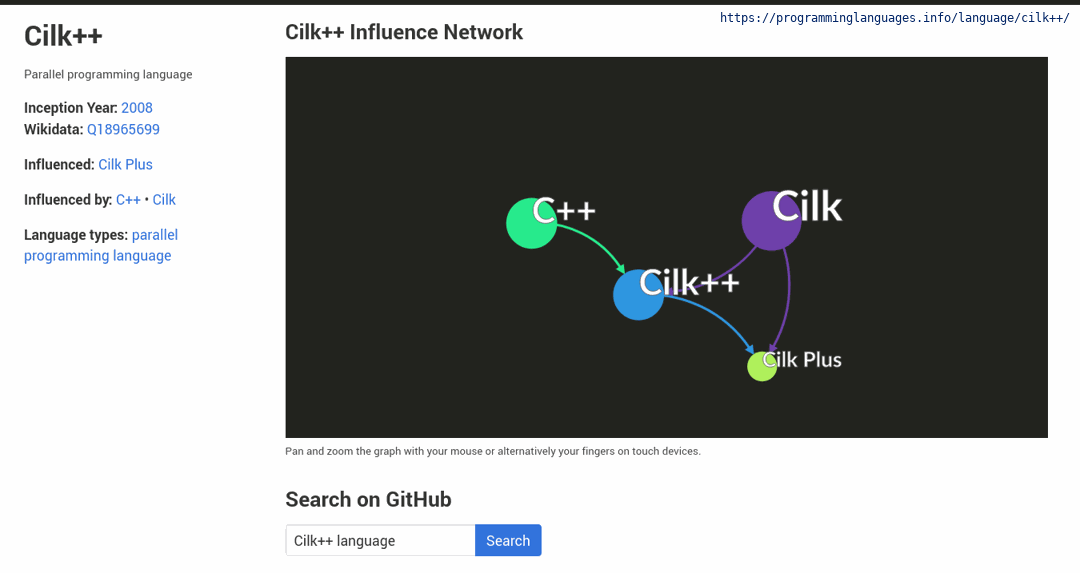 https://programminglanguages.info/language/cilk++/
Cilk++
Parallel programming language
Inception Year: 2008
Wikidata: Q18965699
Influenced: Cilk Plus
Influenced by: C++ • Cilk
Language types: parallel
programming language
Cilk++ Influence Network
C++
Cilk
Cilk++
Cilk Plus
Pan and zoom the graph with your mouse or alternatively your fingers on touch devices.
Search on GitHub
Cilk++ language
Search